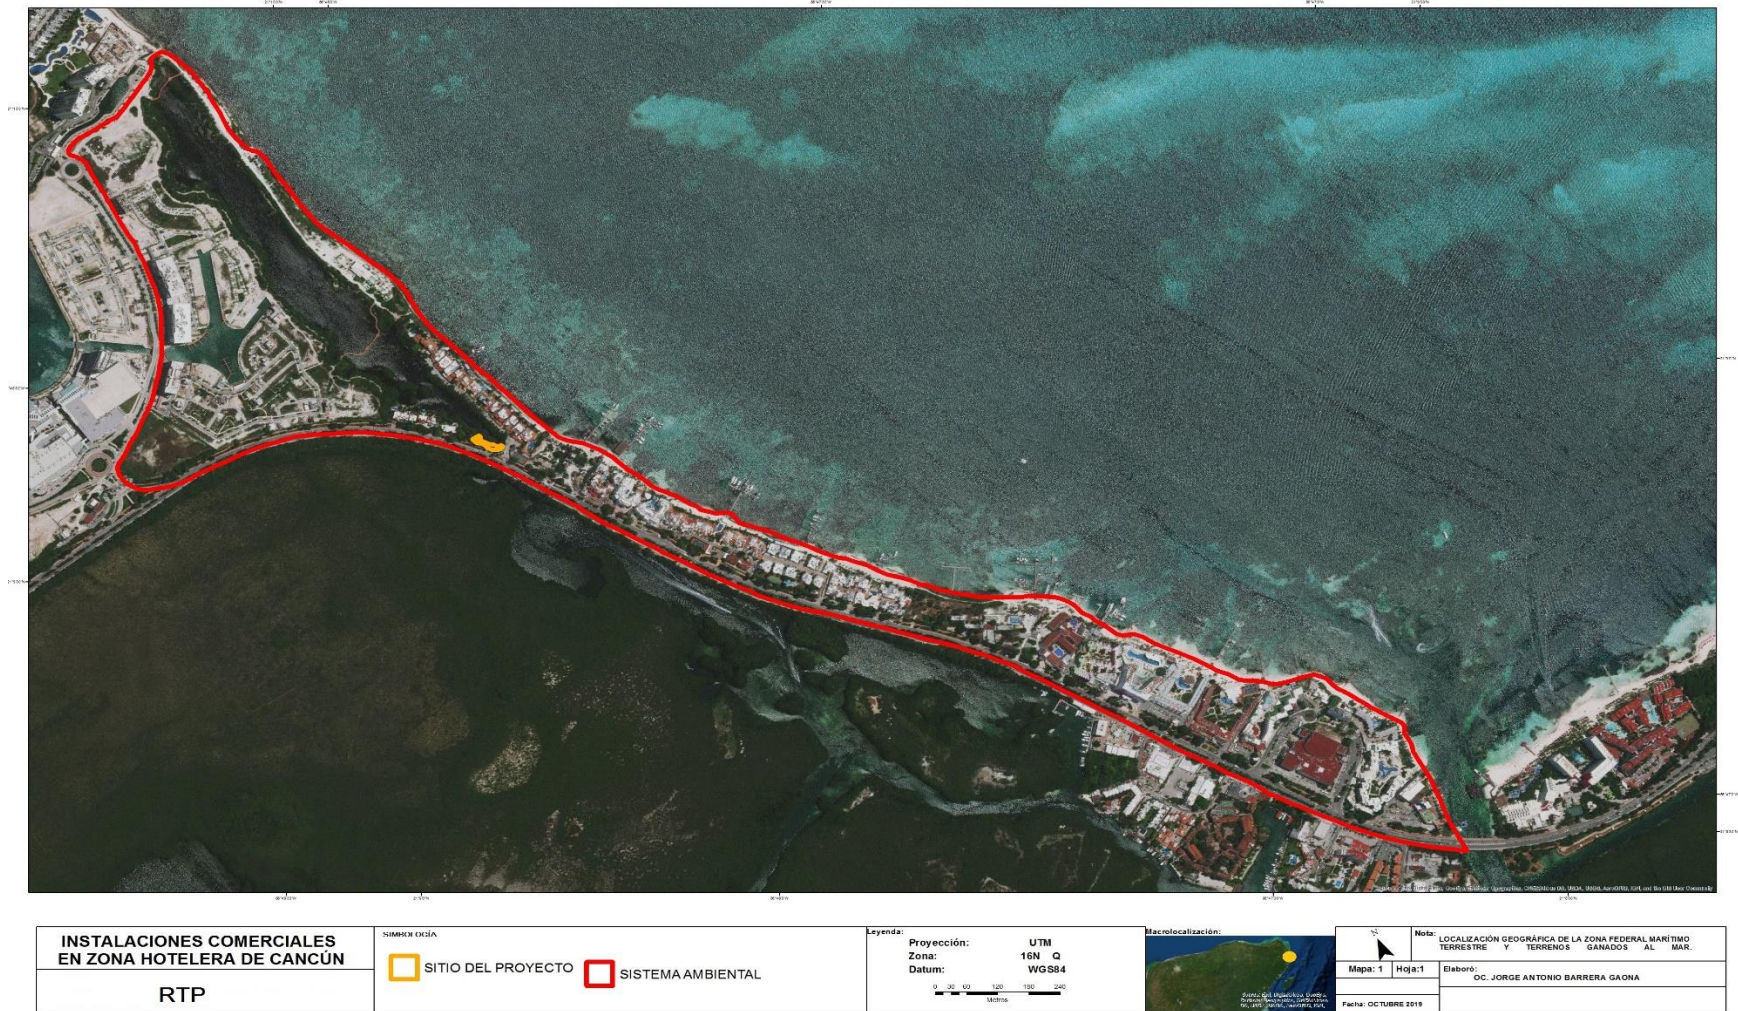 INSTALACIONES COMERCIALES
EN ZONA HOTELERA DE CANCÚN
RTP
SIMBOLOGÍA
SITIO DEL PROYECTO
SISTEMA AMBIENTAL
Leyenda:
Proyección: UTM
Zona: 16N Q
Datum: WGS84
0 30 60 120 180 240
Metros
Macrolocalización:
N
Nota:
LOCALIZACIÓN GEOGRÁFICA DE LA ZONA FEDERAL MARÍTIMO
TERRESTRE Y TERRENOS GANADOS AL MAR.
Mapa: 1 Hoja:1
Elaboró:
OC. JORGE ANTONIO BARRERA GAONA
Fecha: OCTUBRE 2019